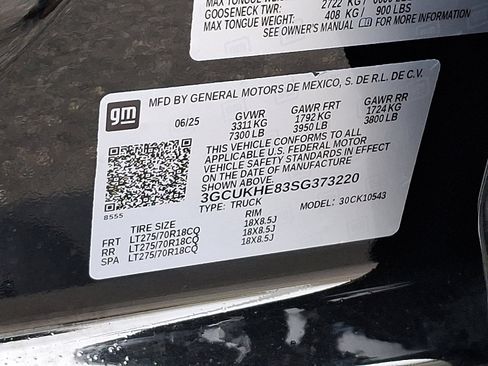 2722 KG/
GOOSENECK TWR:
MAX TONGUE WEIGHT: 408 KG / 900 LBS
SEE OWNER'S MANUAL FOR MORE INFORMATION
gm
MFD BY GENERAL MOTORS DE MEXICO, S. DE R.L. DE C.V.
06/25 GVWR GAWR FRT GAWR RR
3311 KG 1792 KG 1724 KG
7300 LB 3950 LB 3800 LB
THIS VEHICLE CONFORMS TO ALL
APPLICABLE U.S. FEDERAL MOTOR
VEHICLE SAFETY STANDARDS IN EFFECT
ON THE DATE OF MANUFACTURE
3GCUKHE83SG373220
TYPE: TRUCK MODEL: 30CK10543
8555
TIRE SIZE RIM
FRT LT275/70R18CQ 18X8.5J
RR LT275/70R18CQ 18X8.5J
SPA LT275/70R18CQ 18X8.5J